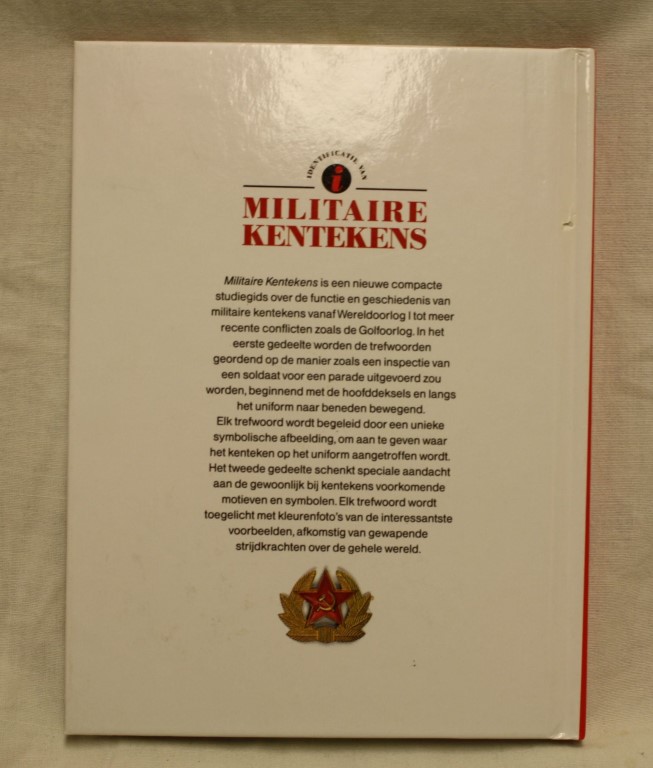 IDENTIFICATIE VAN
i
MILITAIRE
KENTEKENS
Militaire Kentekens is een nieuwe compacte
studiegids over de functie en geschiedenis van
militaire kentekens vanaf Wereldoorlog I tot meer
recente conflicten zoals de Golfoorlog. In het
eerste gedeelte worden de trefwoorden
geordend op de manier zoals een inspectie van
een soldaat voor een parade uitgevoerd zou
worden, beginnend met de hoofddeksels en langs
het uniform naar beneden bewegend.
Elk trefwoord wordt begeleid door een unieke
symbolische afbeelding, om aan te geven waar
het kenteken op het uniform aangetroffen wordt.
Het tweede gedeelte schenkt speciale aandacht
aan de gewoonlijk bij kentekens voorkomende
motieven en symbolen. Elk trefwoord wordt
toegelicht met kleurenfoto's van de interessantste
voorbeelden, afkomstig van gewapende
strijdkrachten over de gehele wereld.